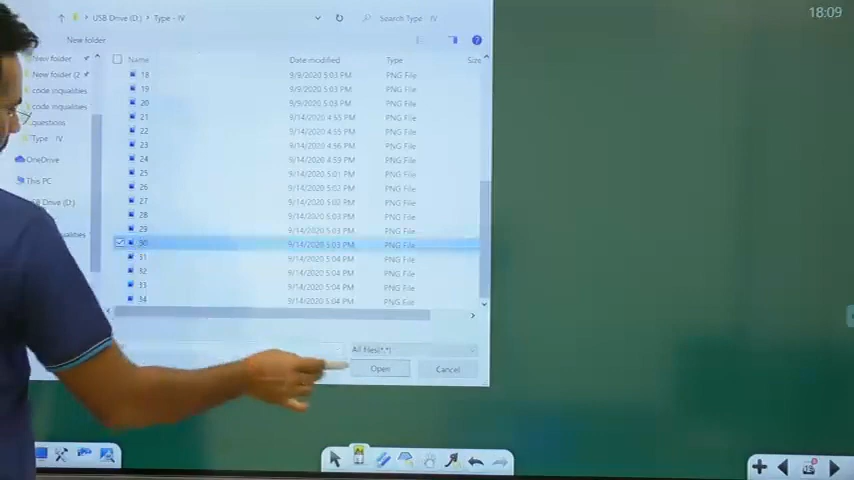 18:09
USB Drive (D:) Type - IV
Search Type - IV
New folder
Name Date modified Type Size
New folder
New folder (2
code inqualities
code inqualities
questions
Type - IV
OneDrive
This PC
SB Drive (D:)
ualities
18 9/9/2020 5:03 PM PNG File
19 9/9/2020 5:03 PM PNG File
20 9/9/2020 5:03 PM PNG File
21 9/14/2020 4:55 PM PNG File
22 9/14/2020 4:55 PM PNG File
23 9/14/2020 4:56 PM PNG File
24 9/14/2020 4:59 PM PNG File
25 9/14/2020 5:01 PM PNG File
26 9/14/2020 5:02 PM PNG File
27 9/14/2020 5:02 PM PNG File
28 9/14/2020 5:03 PM PNG File
29 9/14/2020 5:03 PM PNG File
30 9/14/2020 5:03 PM PNG File
31 9/14/2020 5:04 PM PNG File
32 9/14/2020 5:04 PM PNG File
33 9/14/2020 5:04 PM PNG File
34 9/14/2020 5:04 PM PNG File
All files(*.*)
Open Cancel